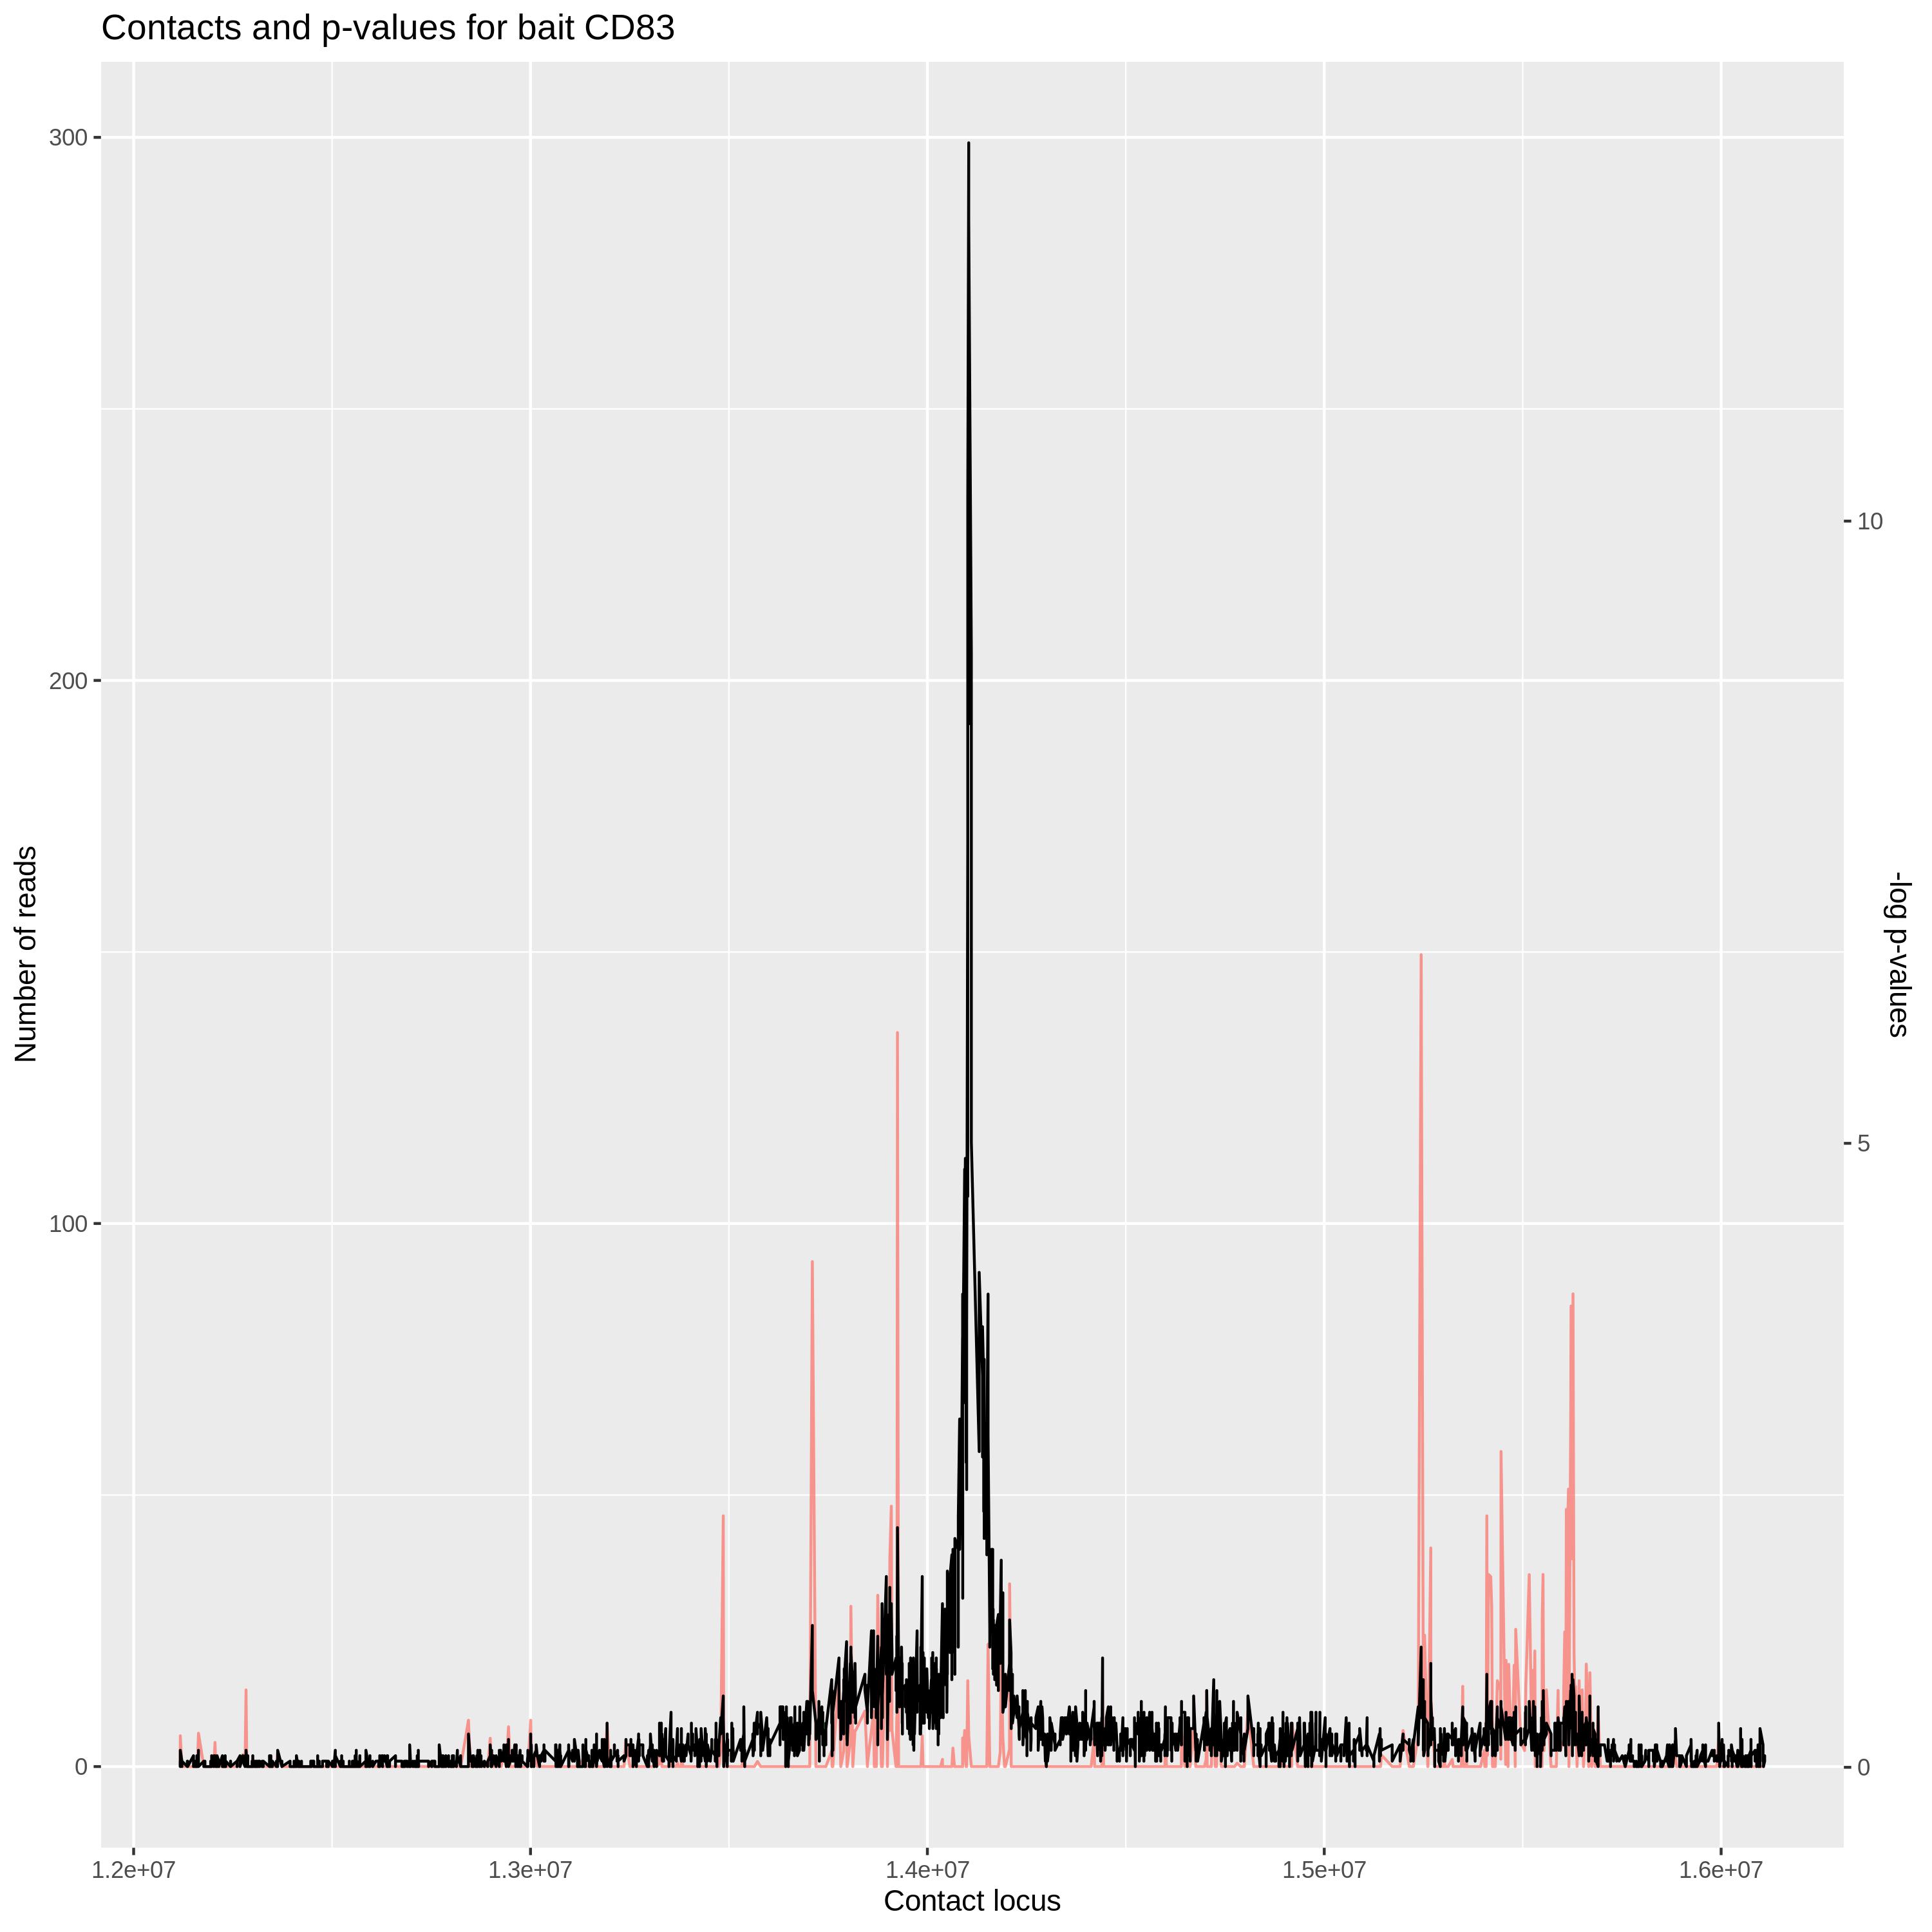 Contacts and p-values for bait CD83
300
200
100
0
Number of reads
10
5
0
-log p-values
1.2e+07
1.3e+07
1.4e+07
1.5e+07
1.6e+07
Contact locus